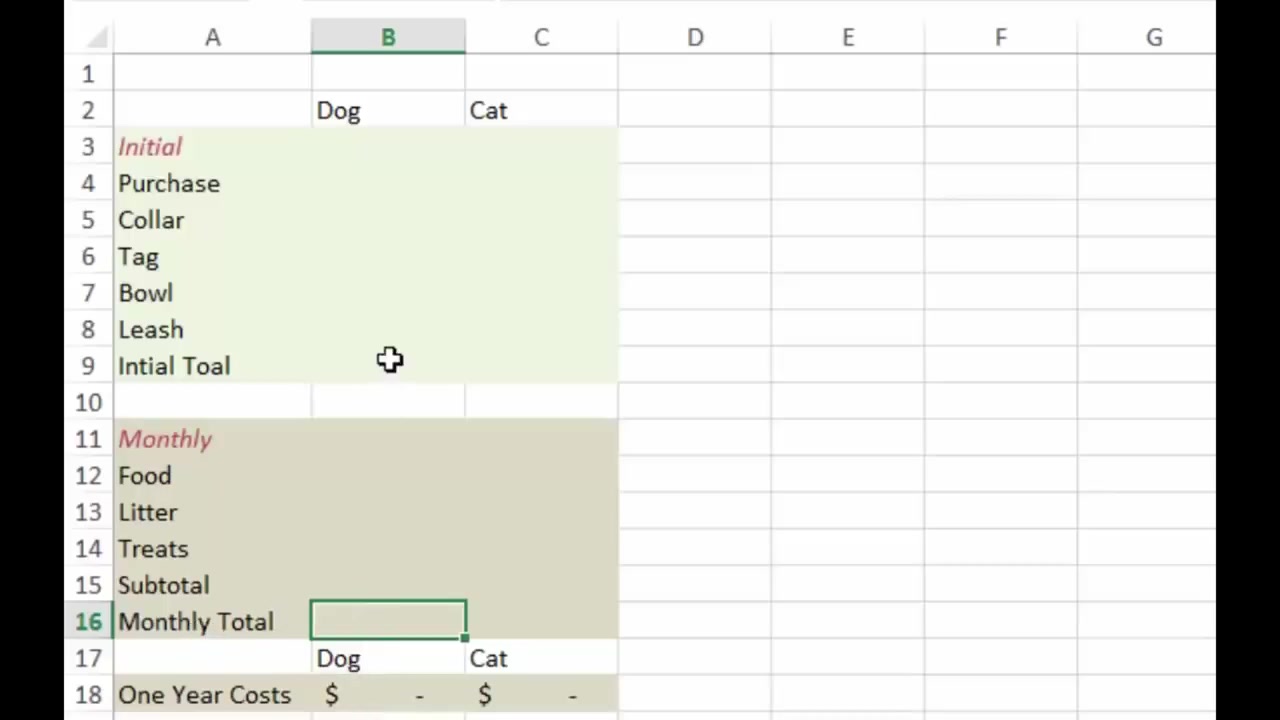 A B C D E F G
1
2 Dog Cat
3 Initial
4 Purchase
5 Collar
6 Tag
7 Bowl
8 Leash
9 Intial Toal
10
11 Monthly
12 Food
13 Litter
14 Treats
15 Subtotal
16 Monthly Total
17 Dog Cat
18 One Year Costs $ - $ -